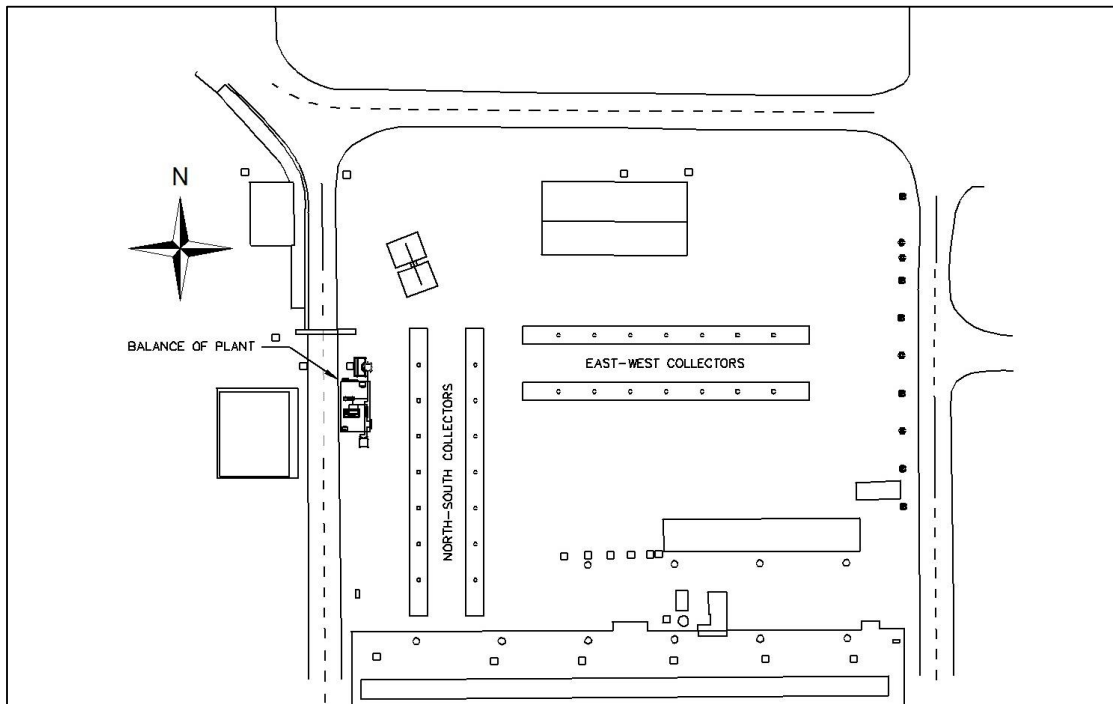 N
BALANCE OF PLANT
EAST-WEST COLLECTORS
NORTH-SOUTH COLLECTORS